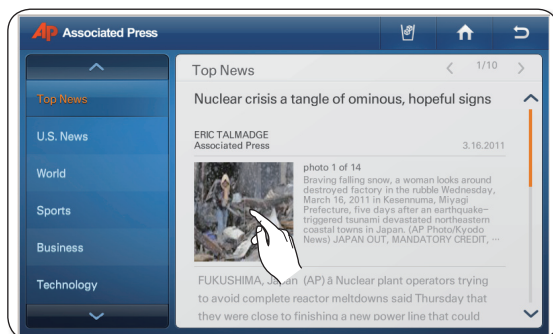 AP Associated Press
Top News
U.S. News
World
Sports
Business
Technology
Top News
1/10
Nuclear crisis a tangle of ominous, hopeful signs
ERIC TALMADGE
Associated Press
3.16.2011
photo 1 of 14
Braving falling snow, a woman looks around
destroyed factory in the rubble Wednesday,
March 16, 2011 in Kesennuma, Miyagi
Prefecture, five days after an earthquake-
triggered tsunami devastated northeastern
coastal towns in Japan. (AP Photo/Kyodo
News) JAPAN OUT, MANDATORY CREDIT, ...
FUKUSHIMA, Japan (AP) â Nuclear plant operators trying
to avoid complete reactor meltdowns said Thursday that
they were close to finishing a new power line that could